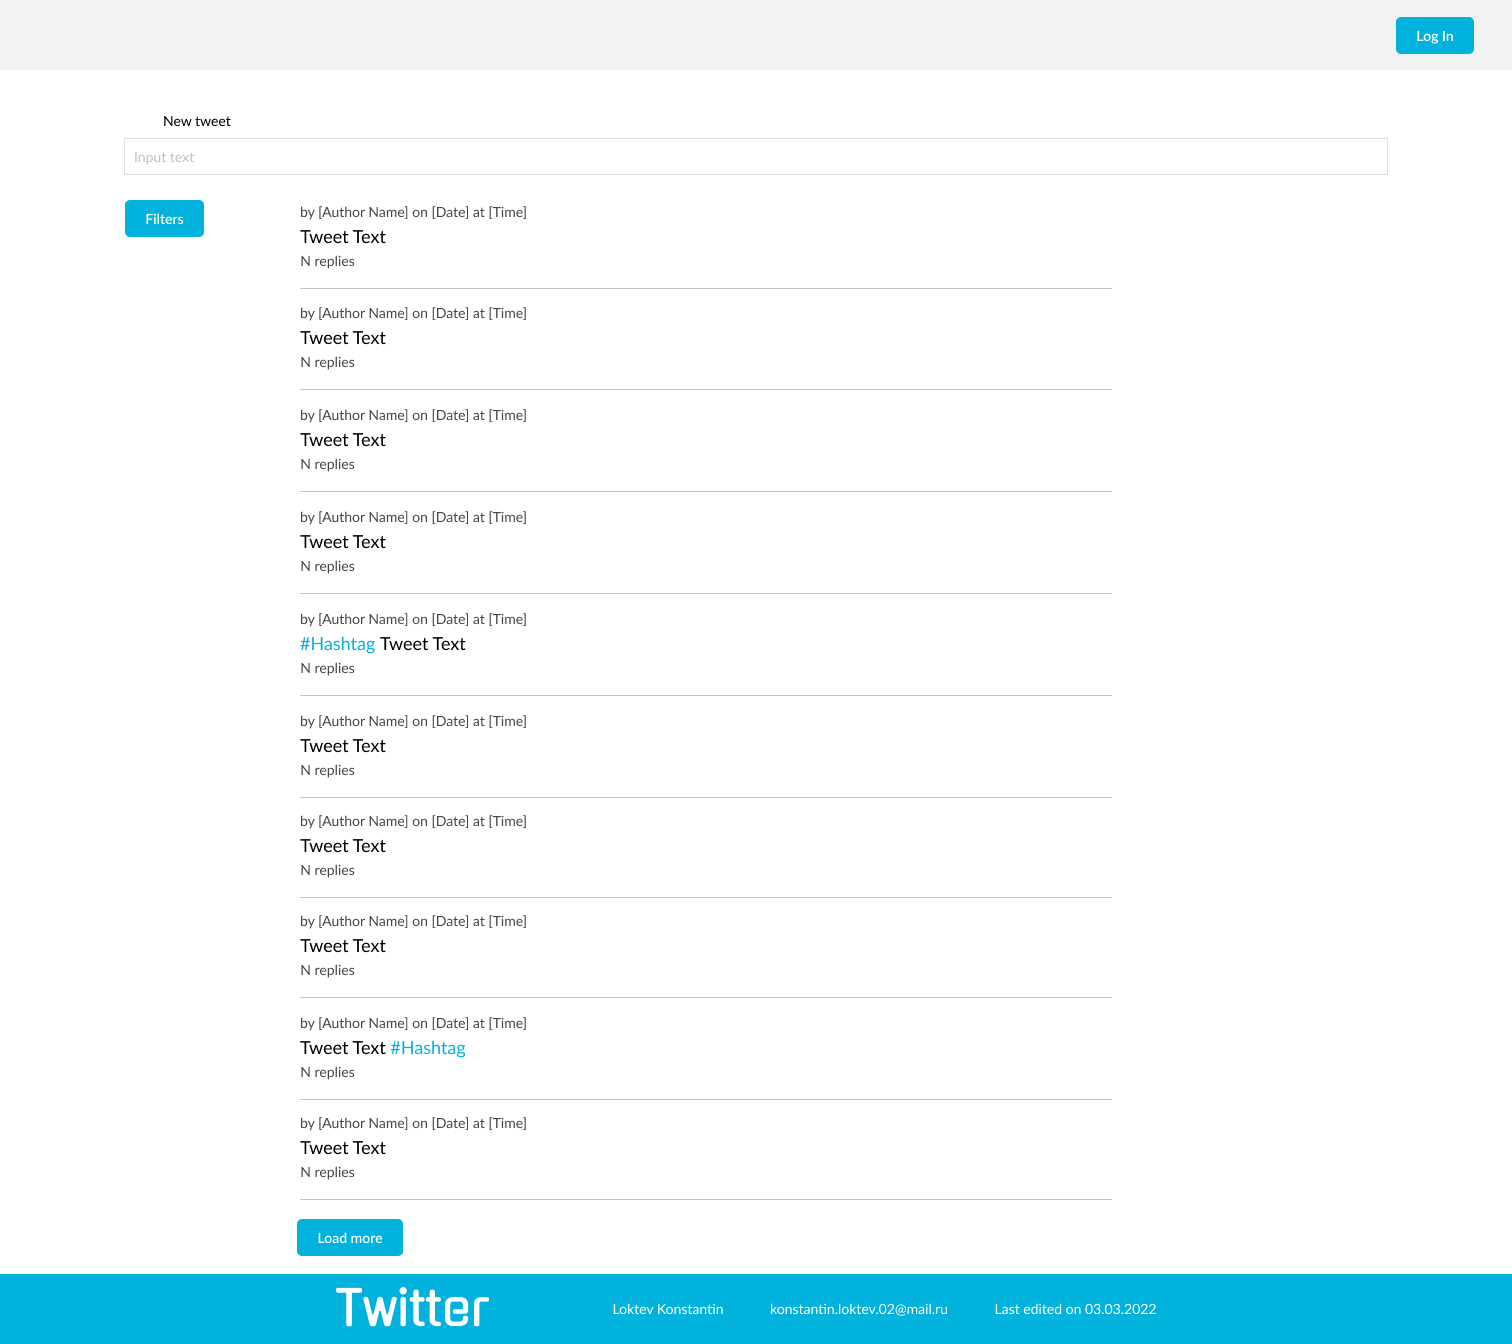 Log In
New tweet
Input text
Filters
by [Author Name] on [Date] at [Time]
Tweet Text
N replies
by [Author Name] on [Date] at [Time]
Tweet Text
N replies
by [Author Name] on [Date] at [Time]
Tweet Text
N replies
by [Author Name] on [Date] at [Time]
Tweet Text
N replies
by [Author Name] on [Date] at [Time]
#Hashtag Tweet Text
N replies
by [Author Name] on [Date] at [Time]
Tweet Text
N replies
by [Author Name] on [Date] at [Time]
Tweet Text
N replies
by [Author Name] on [Date] at [Time]
Tweet Text
N replies
by [Author Name] on [Date] at [Time]
Tweet Text #Hashtag
N replies
by [Author Name] on [Date] at [Time]
Tweet Text
N replies
Load more
Twitter Loktev Konstantin konstantin.loktev.02@mail.ru Last edited on 03.03.2022